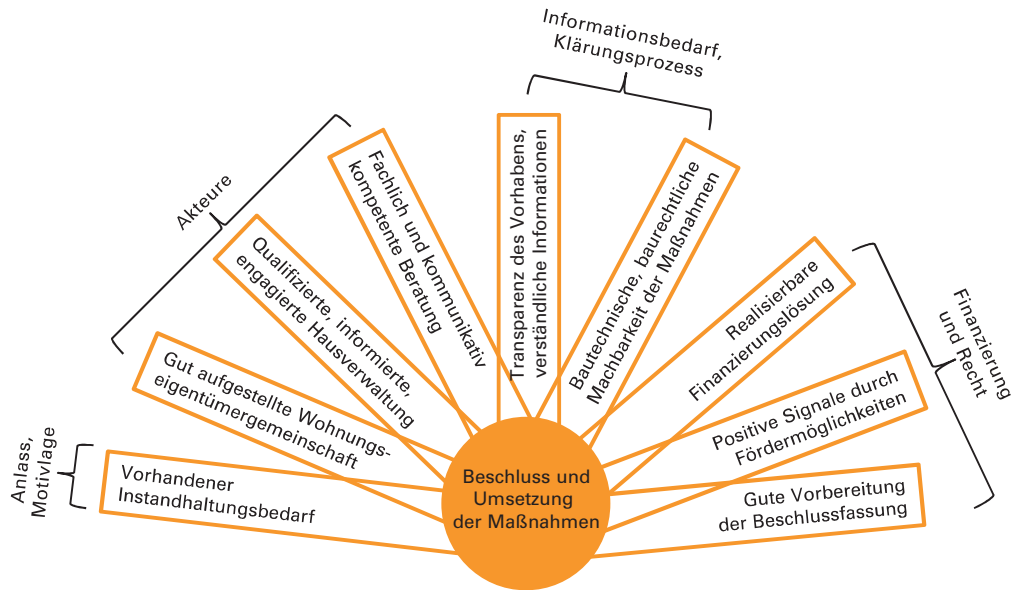 Informationsbedarf,
Klärungsprozess
Akteure
Anlass,
Motivlage
Finanzierung
und Recht
Vorhandener
Instandhaltungsbedarf
Gut aufgestellte Wohnungs-
eigentümergemeinschaft
Qualifizierte, informierte,
engagierte Hausverwaltung
Fachlich und kommunikativ
kompetente Beratung
Transparenz des Vorhabens,
verständliche Informationen
Bautechnische, baurechtliche
Machbarkeit der Maßnahmen
Realisierbare
Finanzierungslösung
Positive Signale durch
Fördermöglichkeiten
Gute Vorbereitung
der Beschlussfassung
Beschluss und
Umsetzung
der Maßnahmen